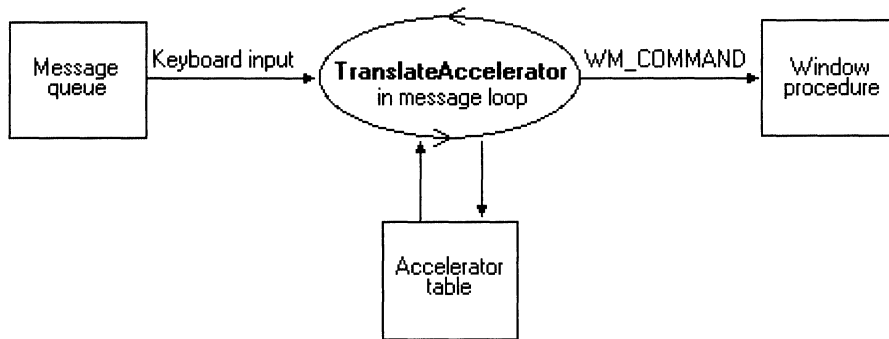 Message
queue
Keyboard input
TranslateAccelerator
in message loop
WM_COMMAND
Window
procedure
Accelerator
table